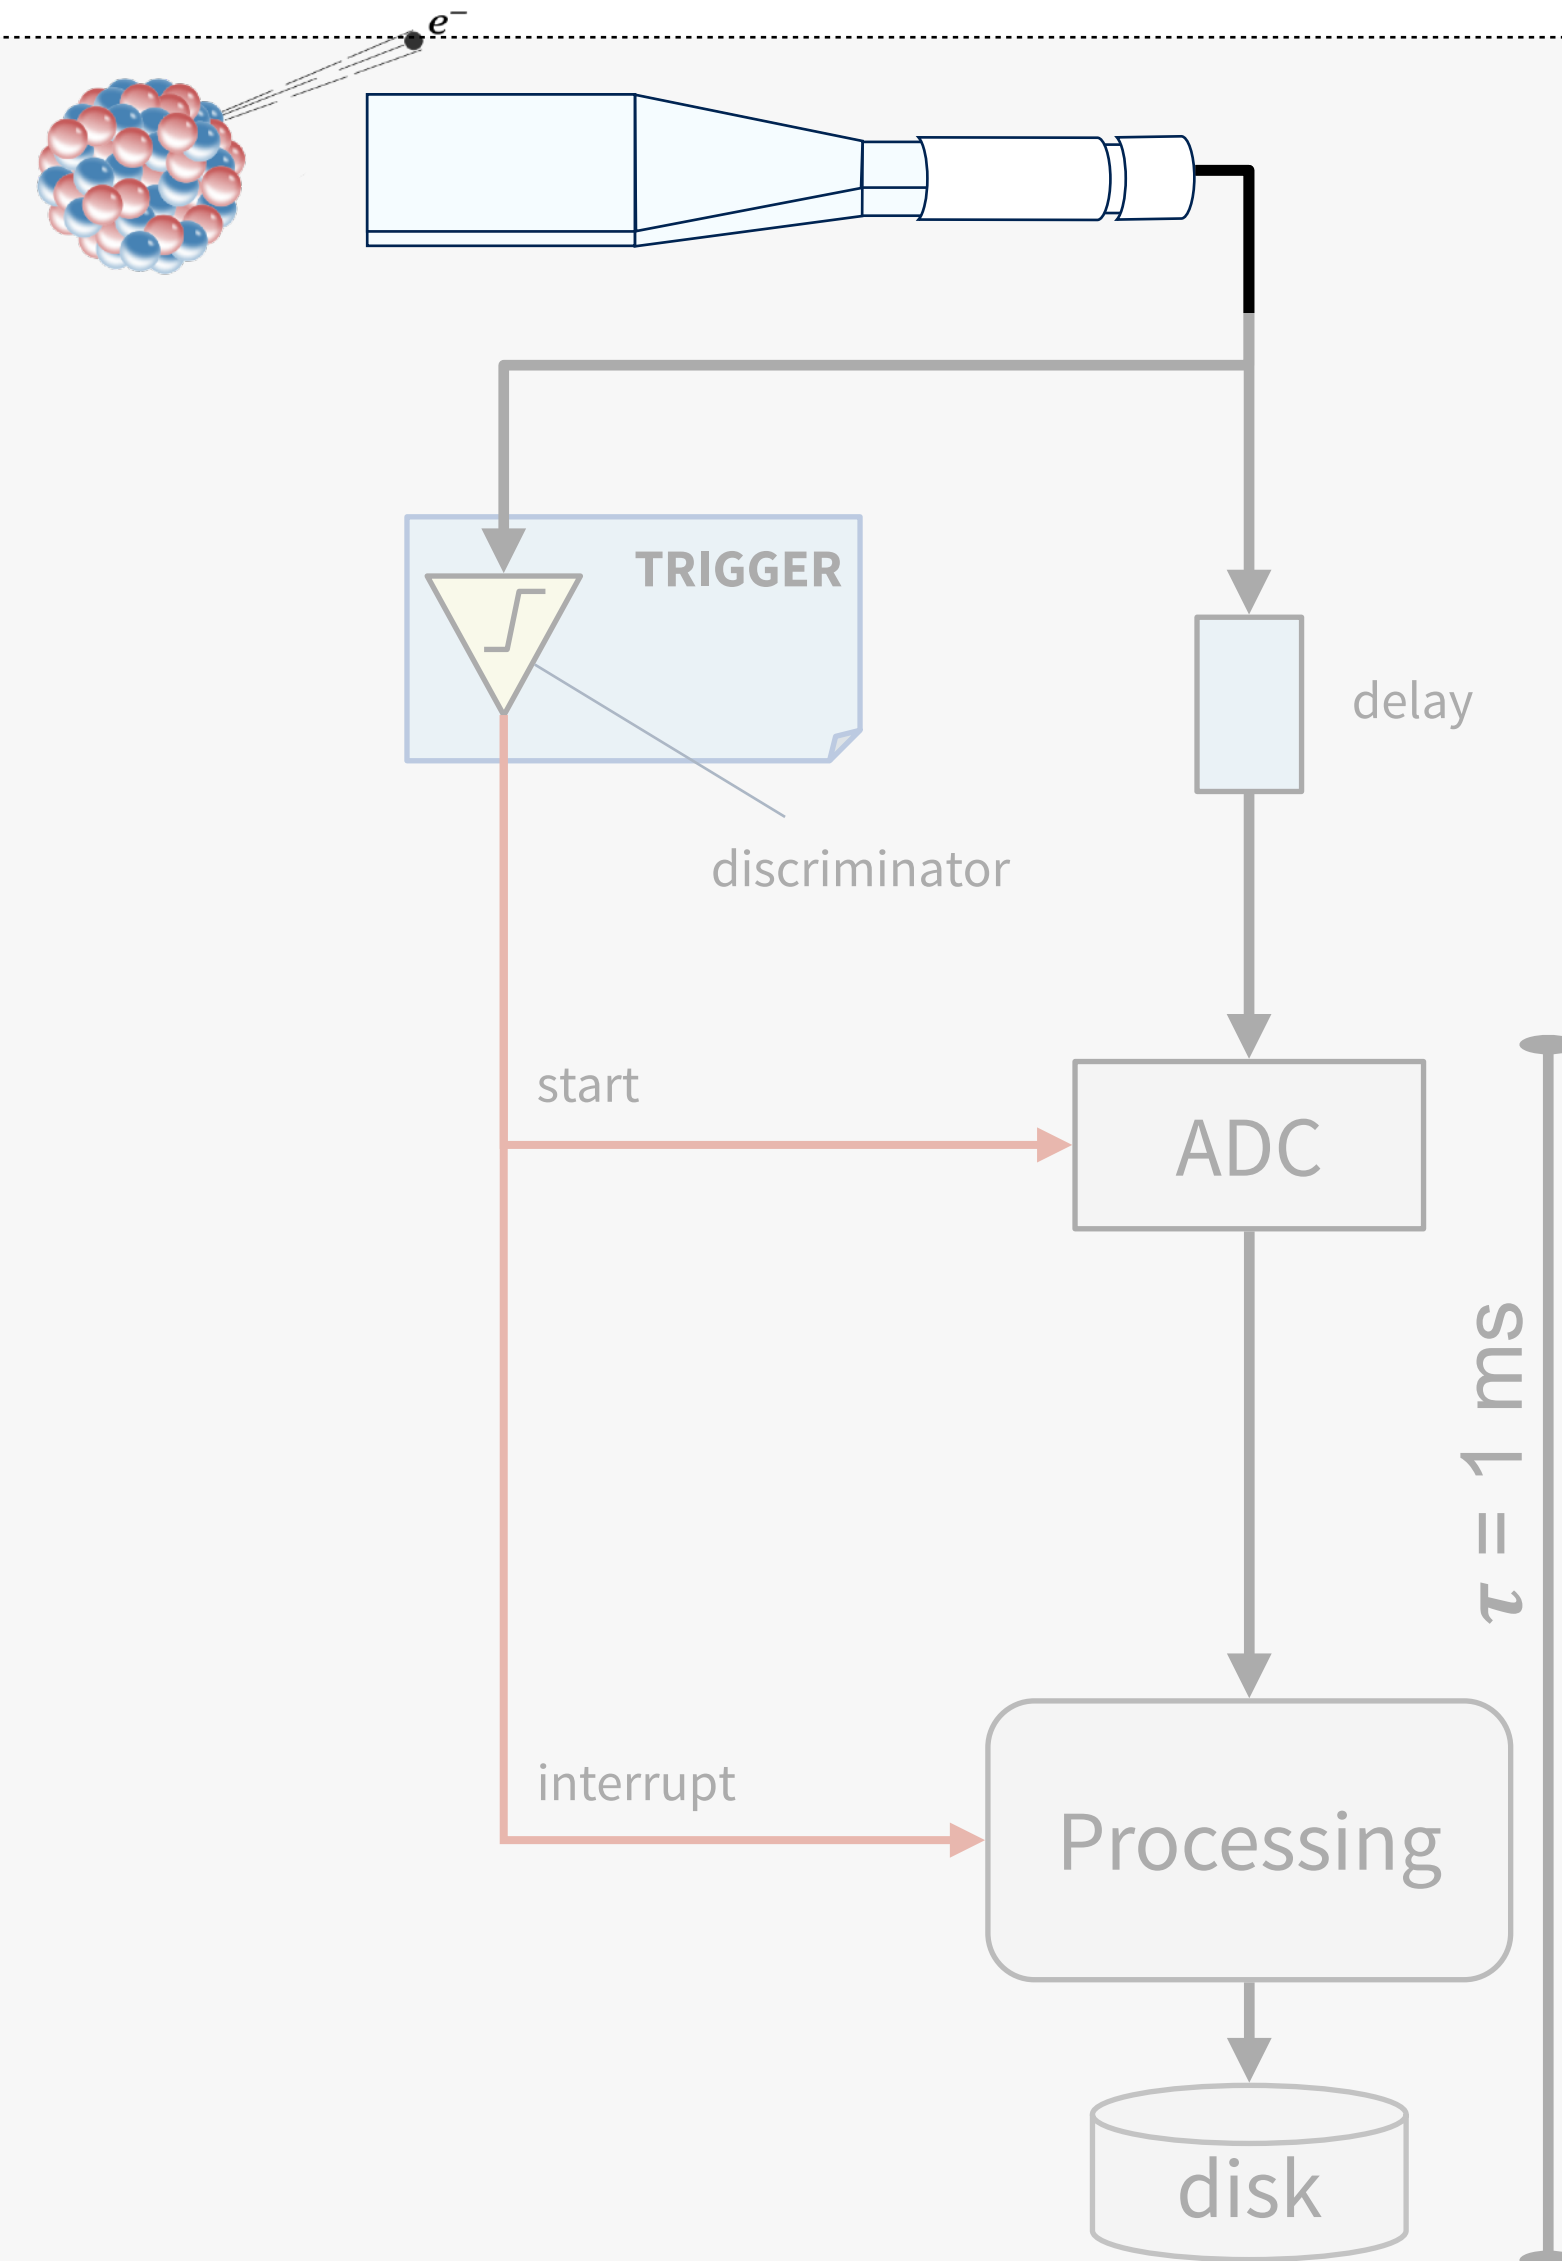 e⁻
TRIGGER
delay
discriminator
start
ADC
τ = 1 ms
interrupt
Processing
disk